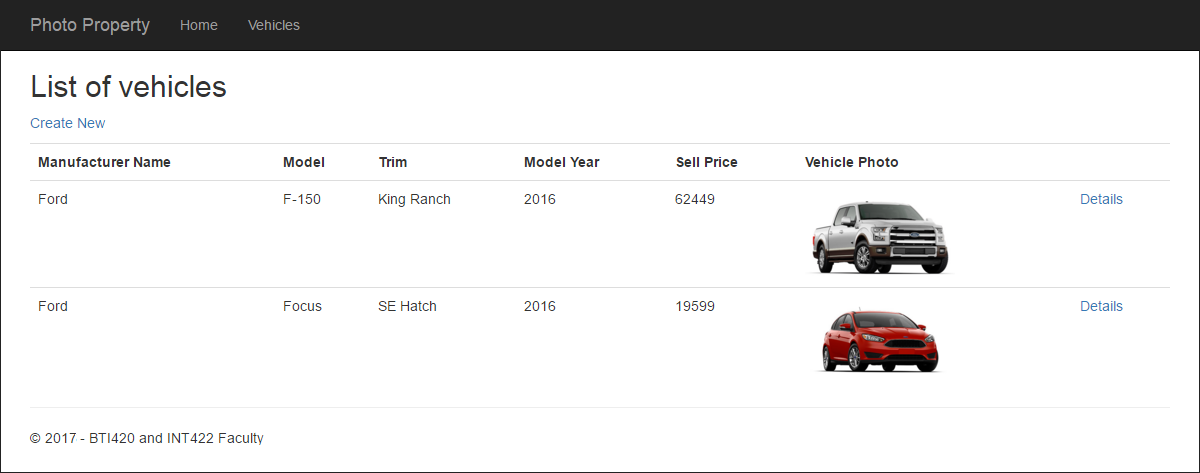 Photo Property Home Vehicles
List of vehicles
Create New
Manufacturer Name Model Trim Model Year Sell Price Vehicle Photo
Ford F-150 King Ranch 2016 62449 Details
Ford Focus SE Hatch 2016 19599 Details
© 2017 - BTI420 and INT422 Faculty